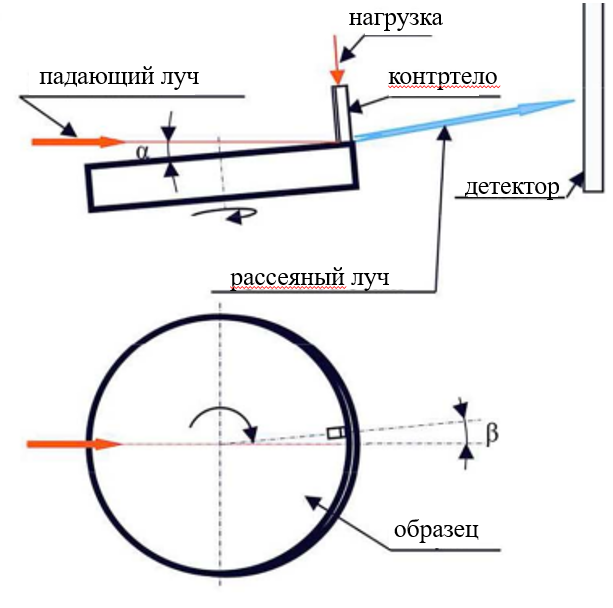 нагрузка
падающий луч
контртело
α
детектор
рассеяный луч
β
образец